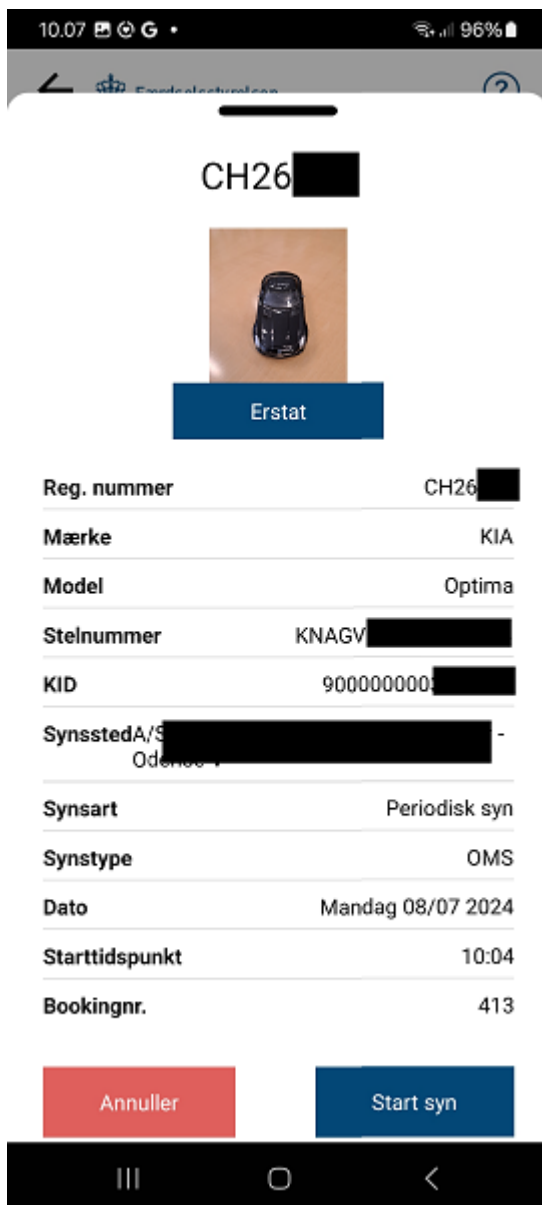 10.07 G • 96%
Færdselsstyrelsen ?
CH26
Erstat
Reg. nummer CH26
Mærke KIA
Model Optima
Stelnummer KNAGV
KID 900000000
Synssted A/S -
Synsart Periodisk syn
Synstype OMS
Dato Mandag 08/07 2024
Starttidspunkt 10:04
Bookingnr. 413
Annuller Start syn